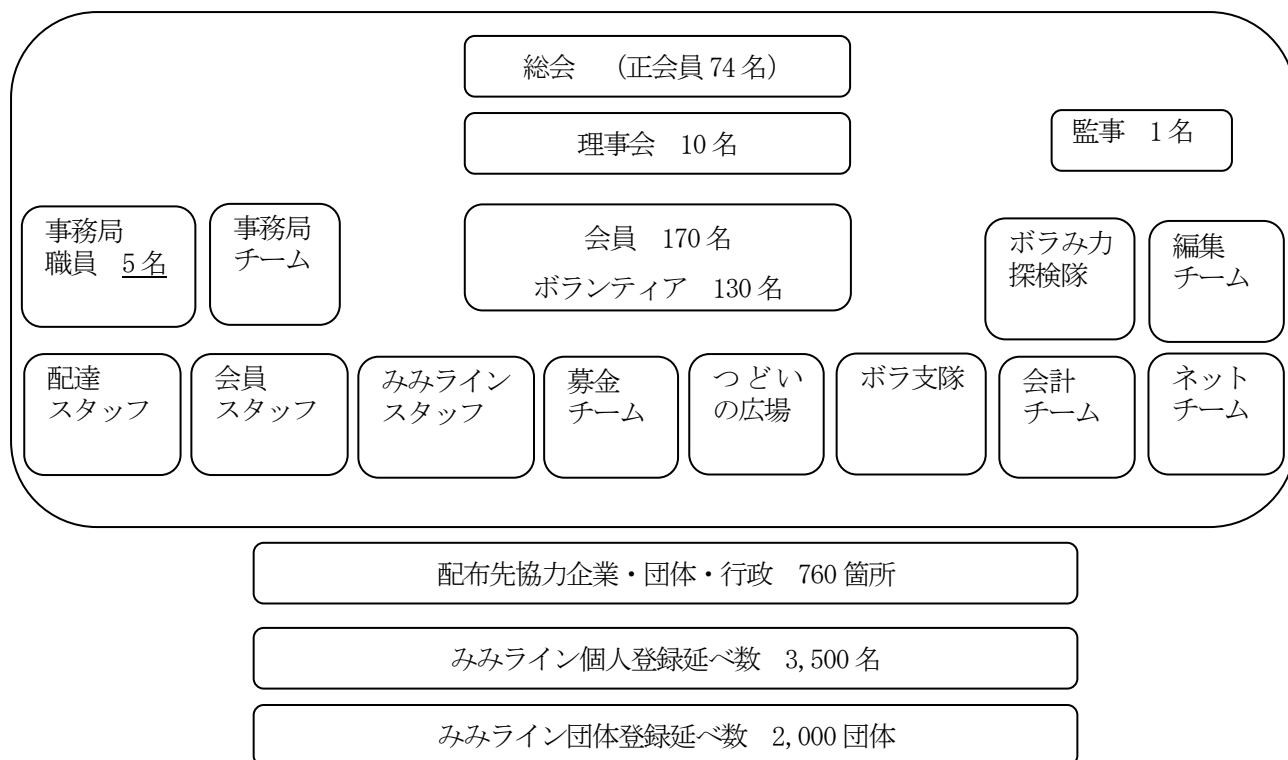 総会　（正会員 74 名）
理事会　10 名
監事　1 名
事務局
職員　5 名
事務局
チーム
会員　170 名
ボランティア　130 名
ボラみ力
探検隊
編集
チーム
配達
スタッフ
会員
スタッフ
みみライン
スタッフ
募金
チーム
つどい
の広場
ボラ支隊
会計
チーム
ネット
チーム
配布先協力企業・団体・行政　760 箇所
みみライン個人登録延べ数　3,500 名
みみライン団体登録延べ数　2,000 団体